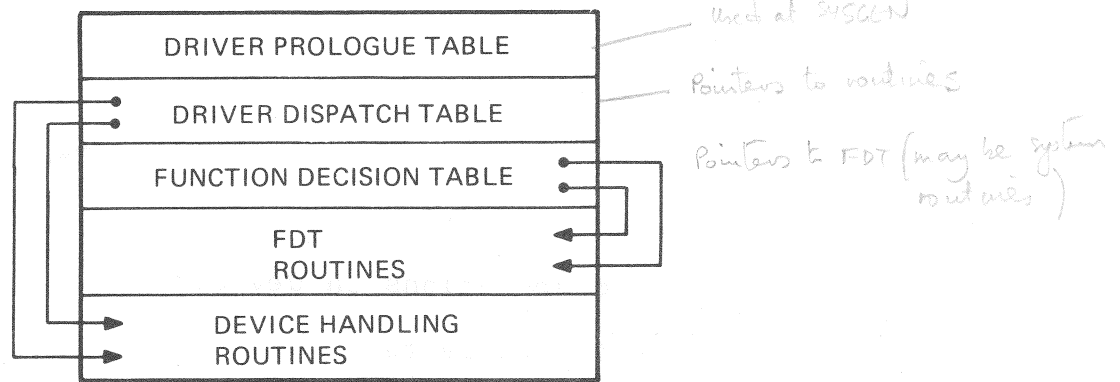 DRIVER PROLOGUE TABLE
Used at SYSGEN
DRIVER DISPATCH TABLE
Pointers to routines
FUNCTION DECISION TABLE
Pointers to FDT (may be system
routines)
FDT
ROUTINES
DEVICE HANDLING
ROUTINES